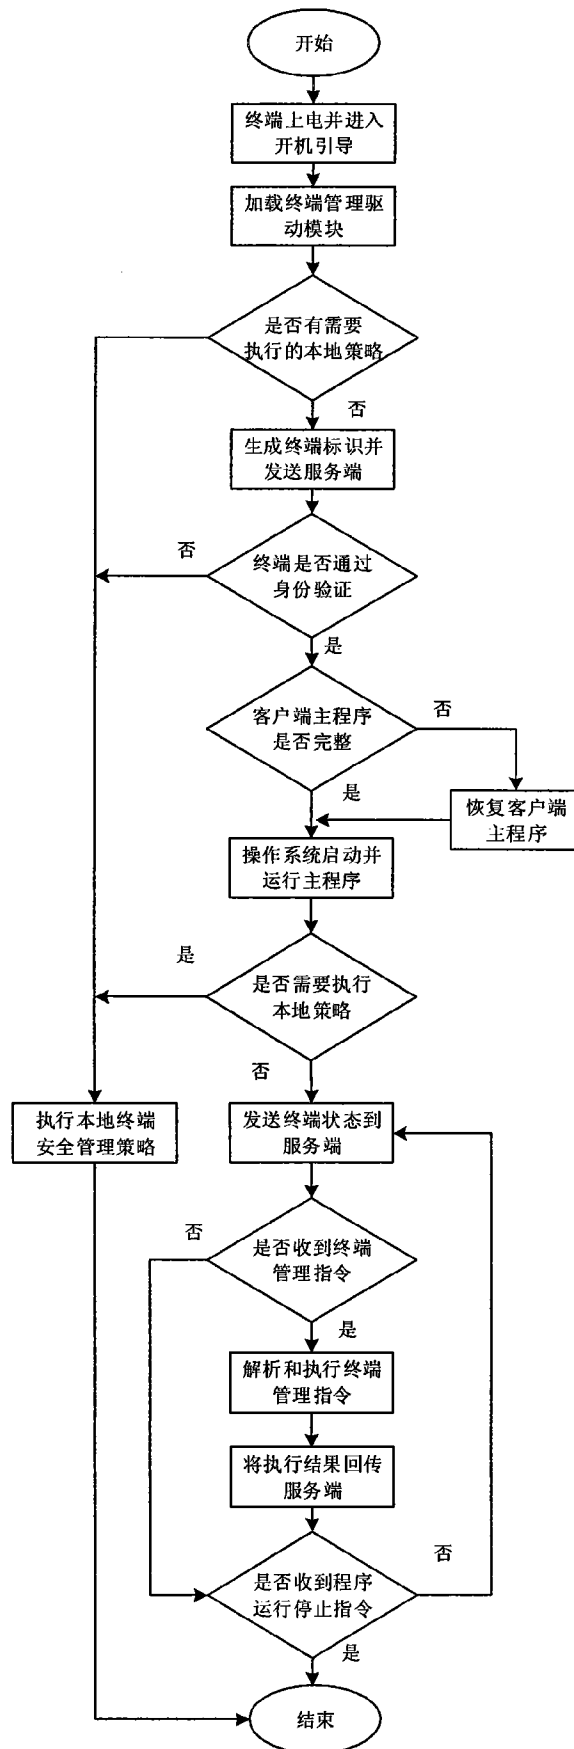 开始
终端上电并进入
开机引导
加载终端管理驱
动模块
是否有需要
执行的本地策略
否
生成终端标识并
发送服务端
否
终端是否通过
身份验证
是
客户端主程序
是否完整
否
是
恢复客户端
主程序
操作系统启动并
运行主程序
是
是否需要执行
本地策略
否
执行本地终端
安全管理策略
发送终端状态到
服务端
否
是否收到终端
管理指令
是
解析和执行终端
管理指令
将执行结果回传
服务端
是否收到程序
运行停止指令
否
是
结束